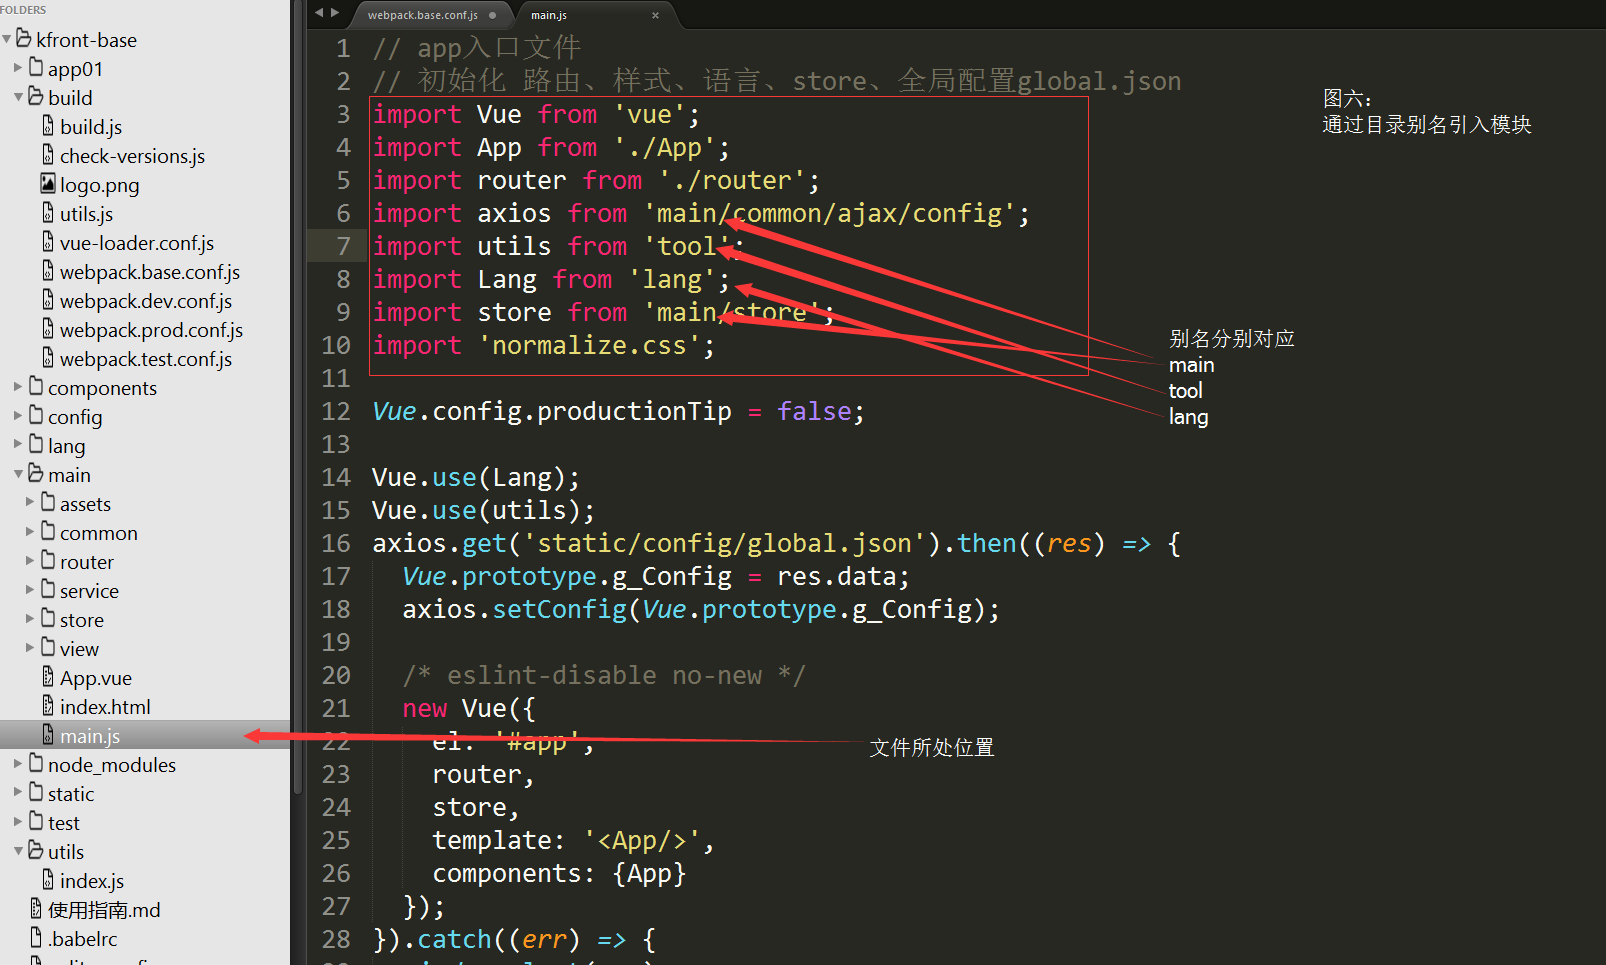 FOLDERS
kfront-base
app01
build
build.js
check-versions.js
logo.png
utils.js
vue-loader.conf.js
webpack.base.conf.js
webpack.dev.conf.js
webpack.prod.conf.js
webpack.test.conf.js
components
config
lang
main
assets
common
router
service
store
view
App.vue
index.html
main.js
node_modules
static
test
utils
index.js
使用指南.md
.babelrc
webpack.base.conf.js
main.js
1 // app入口文件
2 // 初始化 路由、样式、语言、store、全局配置global.json
3 import Vue from 'vue';
4 import App from './App';
5 import router from './router';
6 import axios from 'main/common/ajax/config';
7 import utils from 'tool';
8 import Lang from 'lang';
9 import store from 'main/store';
10 import 'normalize.css';
11
12 Vue.config.productionTip = false;
13
14 Vue.use(Lang);
15 Vue.use(utils);
16 axios.get('static/config/global.json').then((res) => {
17 Vue.prototype.g_Config = res.data;
18 axios.setConfig(Vue.prototype.g_Config);
19
20 /* eslint-disable no-new */
21 new Vue({
22 el: '#app',
23 router,
24 store,
25 template: '<App/>',
26 components: {App}
27 });
28 }).catch((err) => {
图六：
通过目录别名引入模块
别名分别对应
main
tool
lang
文件所处位置